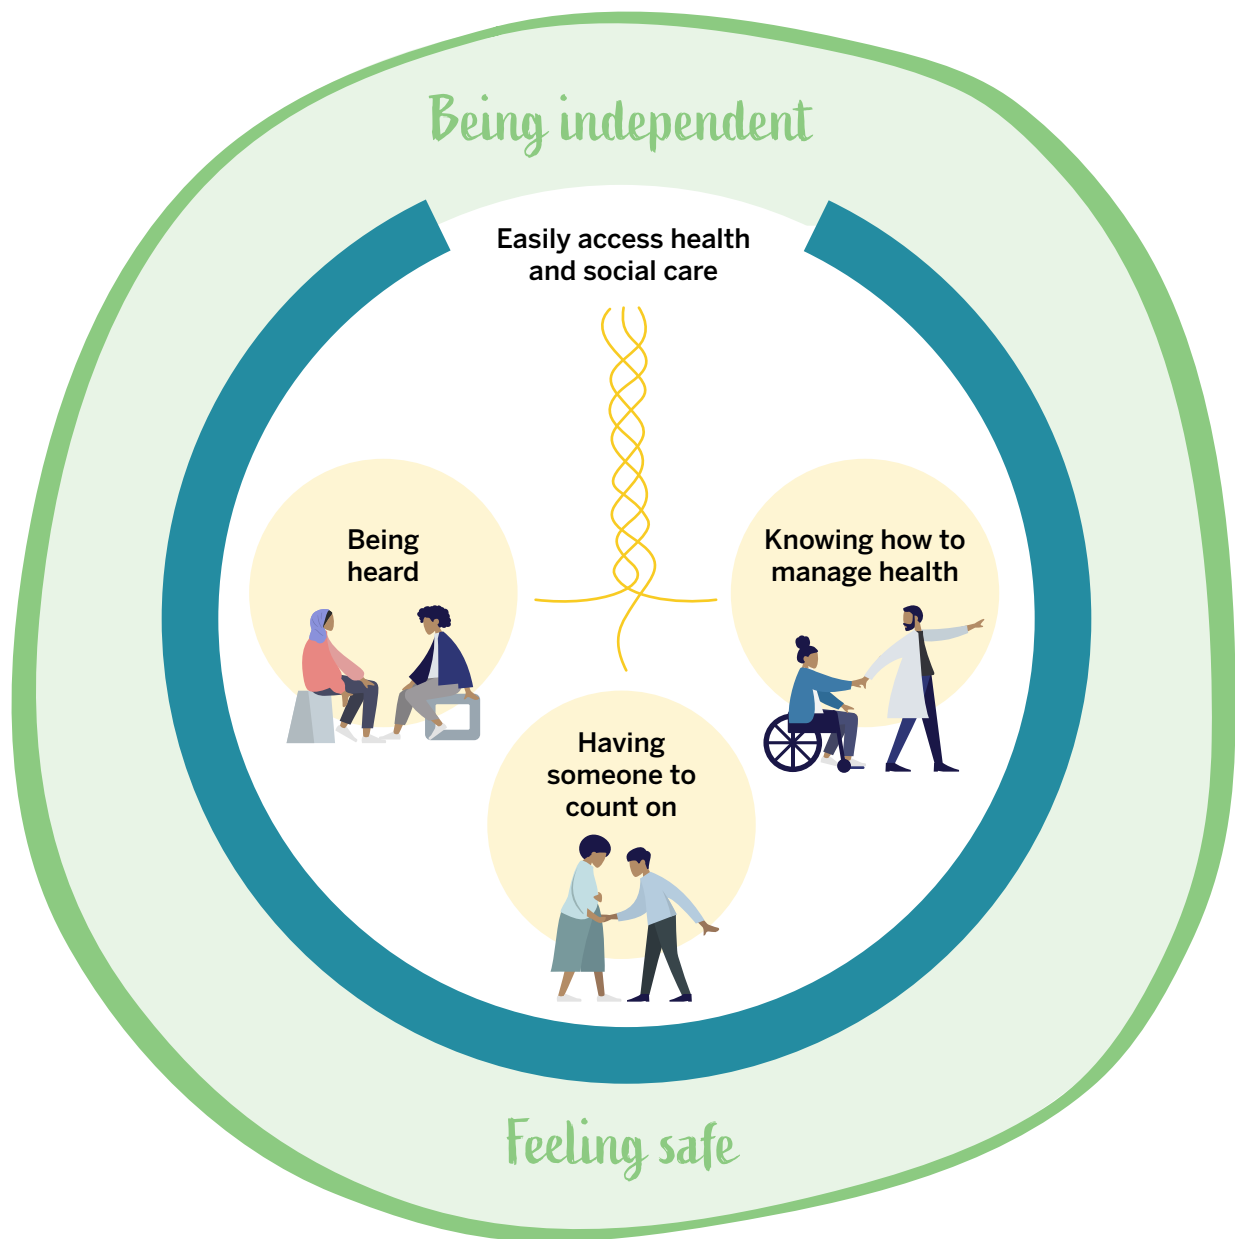 Being independent
Easily access health
and social care
Being
heard
Knowing how to
manage health
Having
someone to
count on
Feeling safe